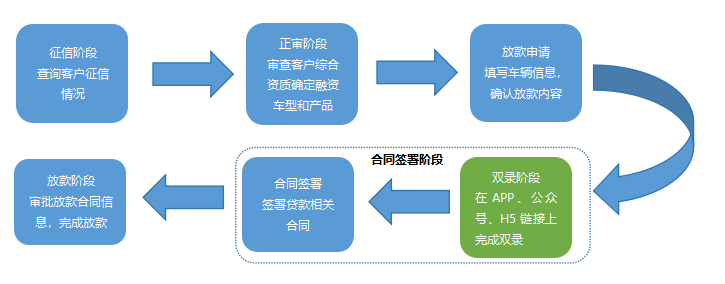 征信阶段
查询客户征信
情况
正审阶段
审查客户综合
资质确定融资
车型和产品
放款申请
填写车辆信息,
确认放款内容
合同签署阶段
双录阶段
在 APP、公众
号、H5 链接上
完成双录
合同签署
签署贷款相关
合同
放款阶段
审批放款合同信
息，完成放款